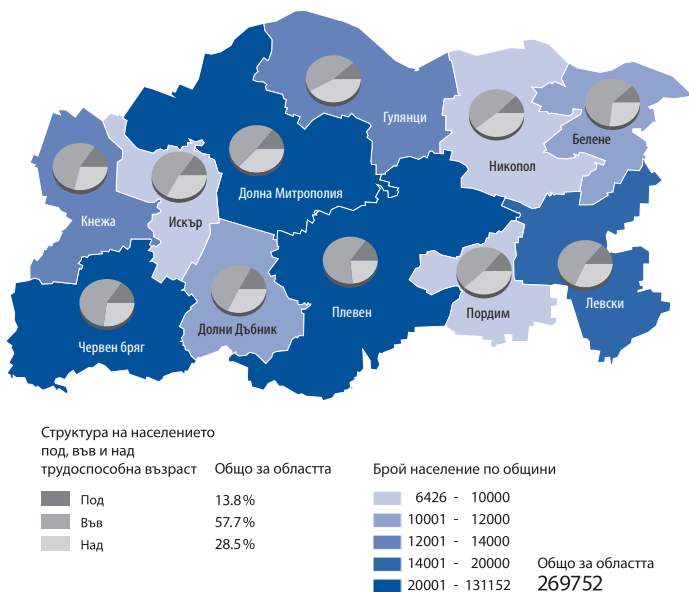 Гулянци
Никопол
Белене
Долна Митрополия
Кнежа
Искър
Плевен
Левски
Пордим
Долни Дъбник
Червен бряг
Структура на населението
под, във и над
трудоспособна възраст Общо за областта
Под 13.8%
Във 57.7%
Над 28.5%
Брой население по общини
6426 - 10000
10001 - 12000
12001 - 14000
14001 - 20000
20001 - 131152
Общо за областта
269752